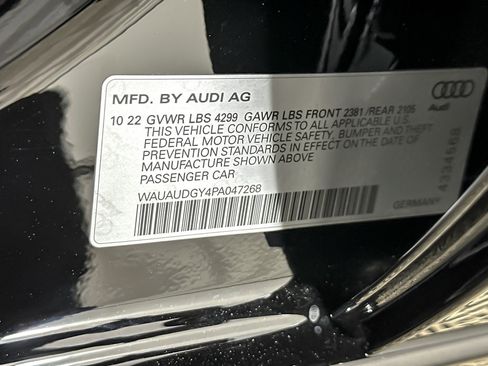 MFD. BY AUDI AG
10 22 GVWR LBS 4299 GAWR LBS FRONT 2381/REAR 2105
THIS VEHICLE CONFORMS TO ALL APPLICABLE U.S.
FEDERAL MOTOR VEHICLE SAFETY, BUMPER AND THEFT
PREVENTION STANDARDS IN EFFECT ON THE DATE OF
MANUFACTURE SHOWN ABOVE
PASSENGER CAR
WAUAUDGY4PA047268
Audi
4334668
GERMANY